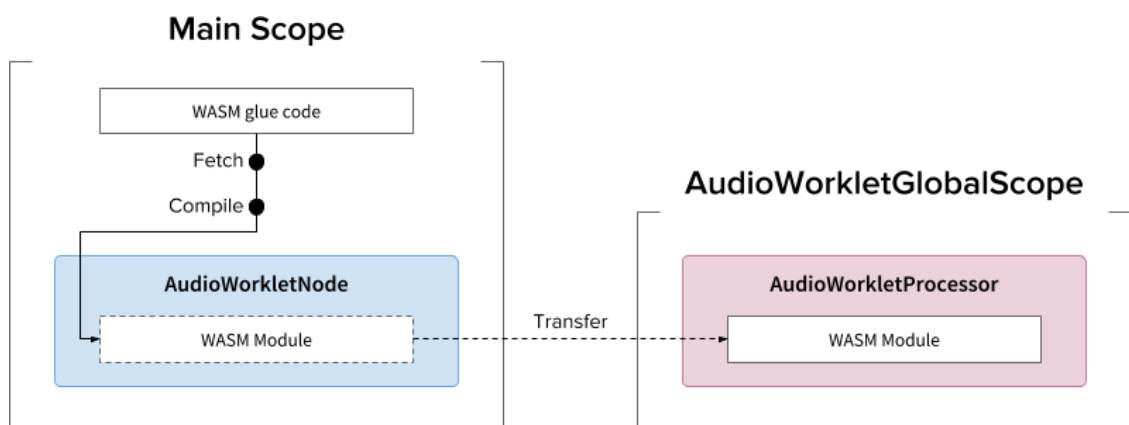 Main Scope
WASM glue code
Fetch
Compile
AudioWorkletGlobalScope
AudioWorkletNode
WASM Module
Transfer
AudioWorkletProcessor
WASM Module